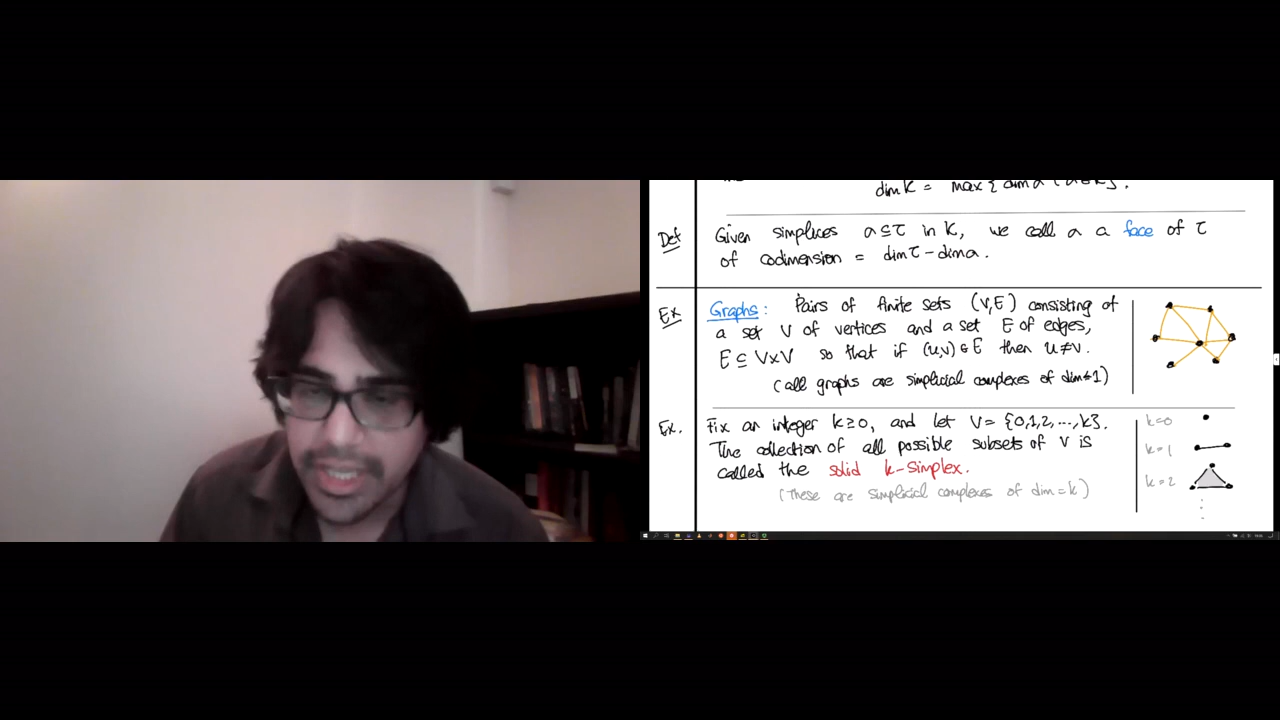 dim K = max { dim α | α ∈ K } .
Def
Given simplices α ⊆ τ in K, we call α a face of τ
of codimension = dim τ - dim α .
Ex
Graphs : Pairs of finite sets (V,E) consisting of
a set V of vertices and a set E of edges,
E ⊆ V×V so that if (u,v) ∈ E then u ≠ v.
(all graphs are simplicial complexes of dim ≤ 1)
Ex.
Fix an integer k ≥ 0, and let V = {0,1,2,...,k}.
The collection of all possible subsets of V is
called the solid k-simplex.
(These are simplicial complexes of dim = k)
k=0
k=1
k=2